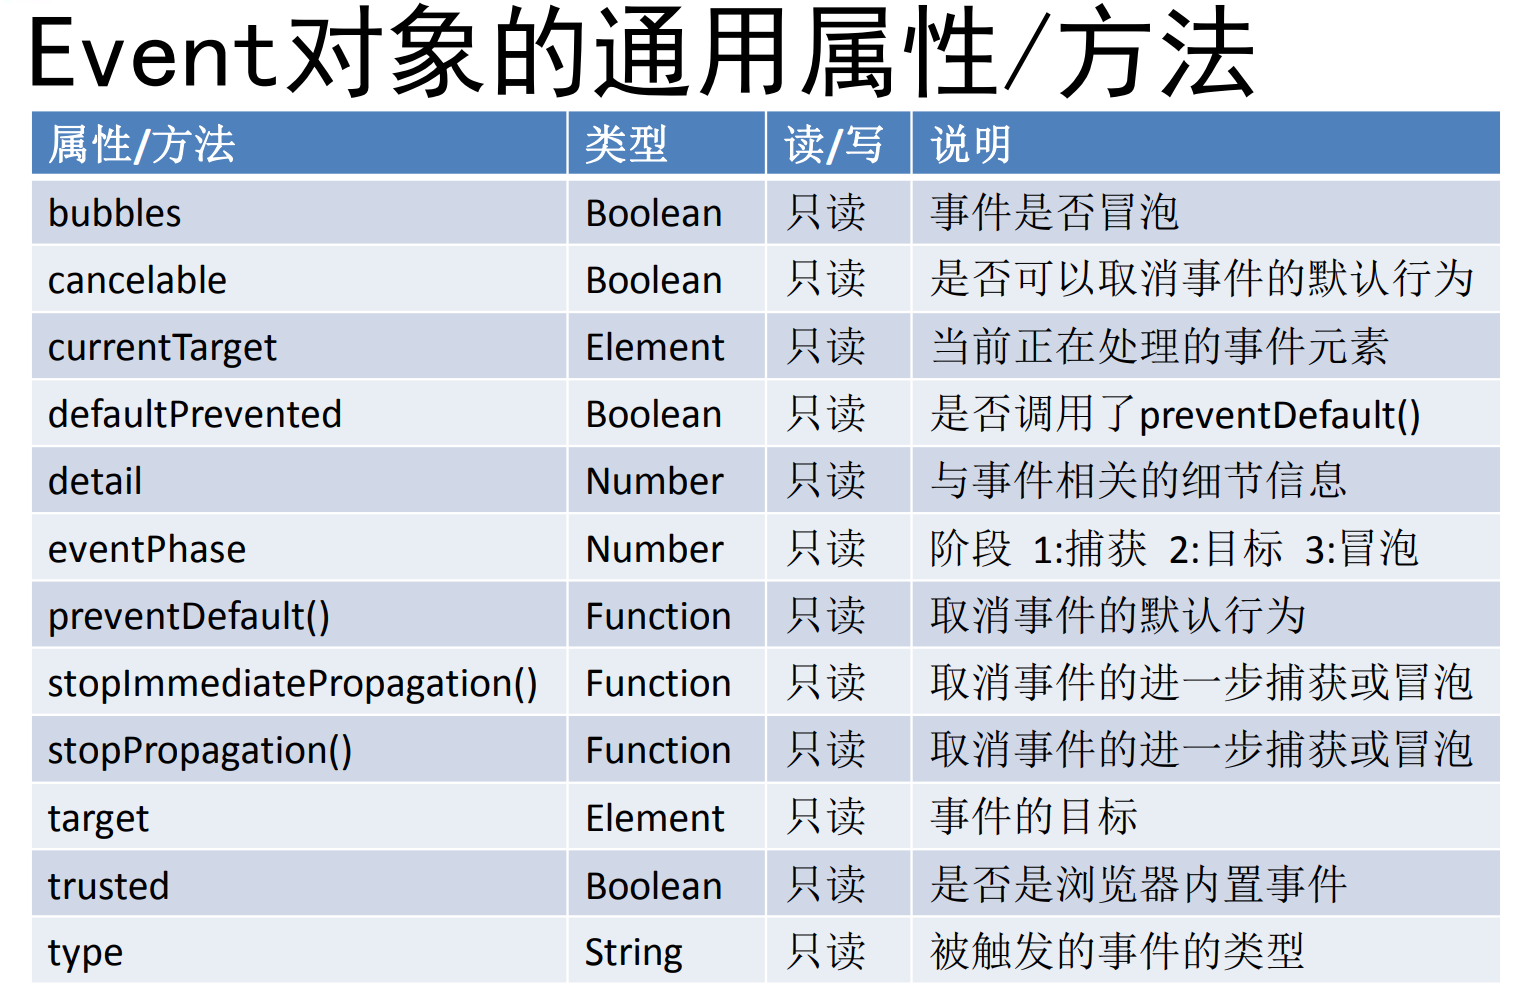 Event对象的通用属性/方法
属性/方法 类型 读/写 说明
bubbles Boolean 只读 事件是否冒泡
cancelable Boolean 只读 是否可以取消事件的默认行为
currentTarget Element 只读 当前正在处理的事件元素
defaultPrevented Boolean 只读 是否调用了preventDefault()
detail Number 只读 与事件相关的细节信息
eventPhase Number 只读 阶段 1:捕获 2:目标 3:冒泡
preventDefault() Function 只读 取消事件的默认行为
stopImmediatePropagation() Function 只读 取消事件的进一步捕获或冒泡
stopPropagation() Function 只读 取消事件的进一步捕获或冒泡
target Element 只读 事件的目标
trusted Boolean 只读 是否是浏览器内置事件
type String 只读 被触发的事件的类型